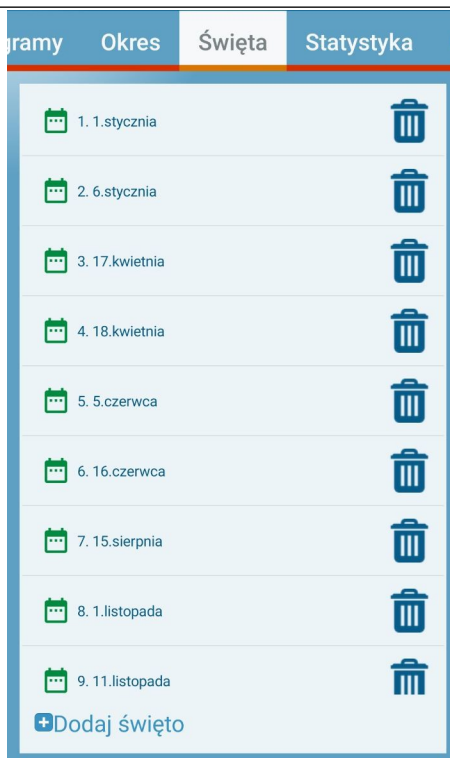 gramy Okres Święta Statystyka
1. 1.stycznia
2. 6.stycznia
3. 17.kwietnia
4. 18.kwietnia
5. 5.czerwca
6. 16.czerwca
7. 15.sierpnia
8. 1.listopada
9. 11.listopada
Dodaj święto